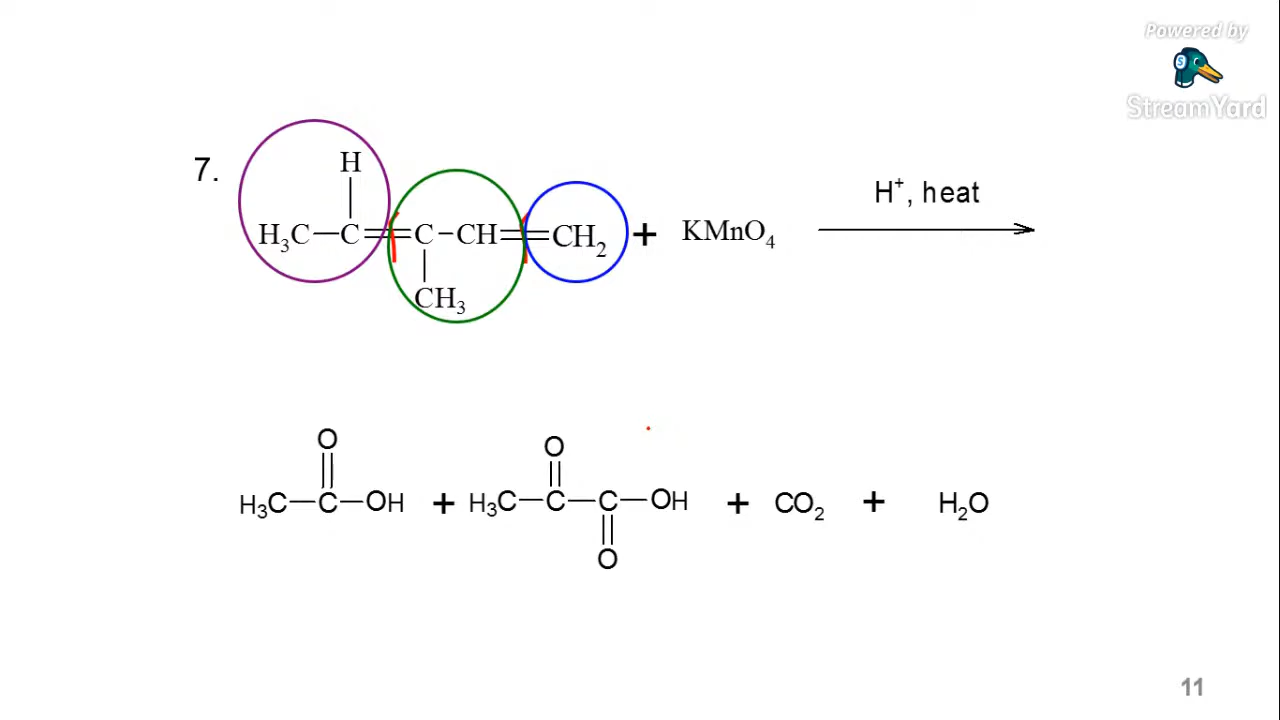 Powered by
StreamYard
7.
H
H₃C—C=C—CH=CH₂ + KMnO₄
H⁺, heat
CH₃
O
O
H₃C—C—OH + H₃C—C—C—OH + CO₂ + H₂O
O
11